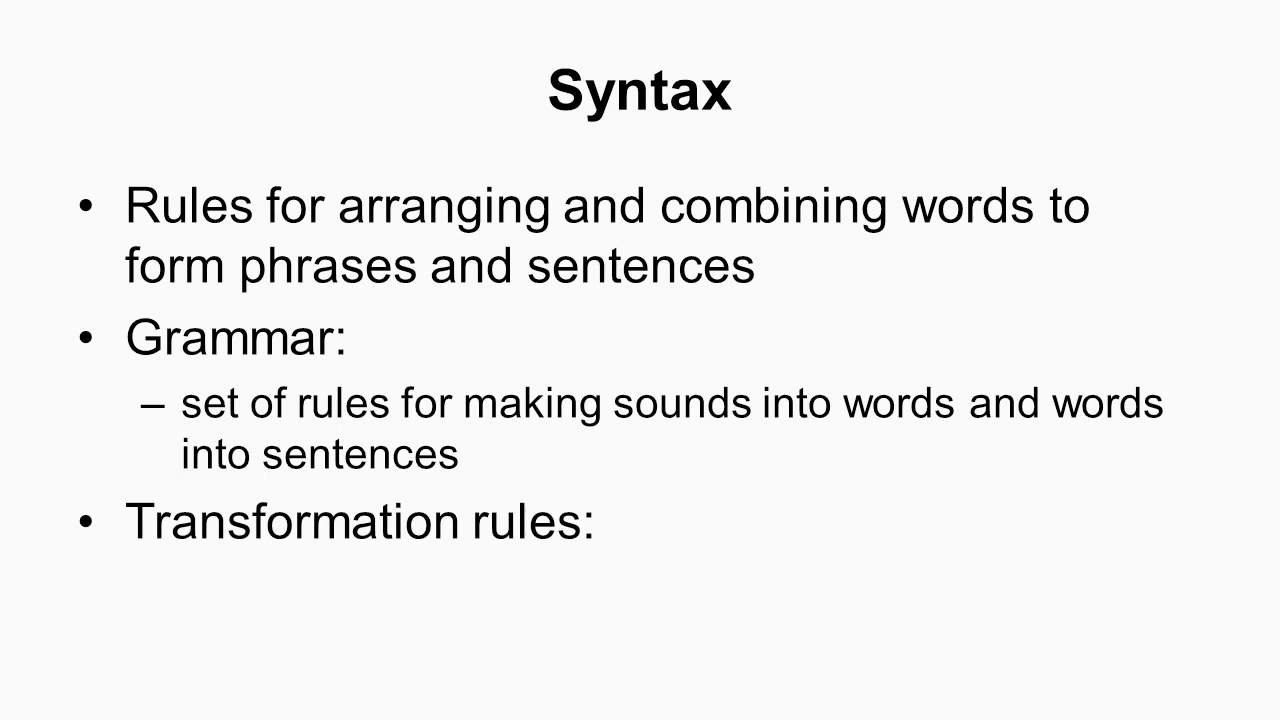 Syntax
• Rules for arranging and combining words to
form phrases and sentences
• Grammar:
– set of rules for making sounds into words and words
into sentences
• Transformation rules: